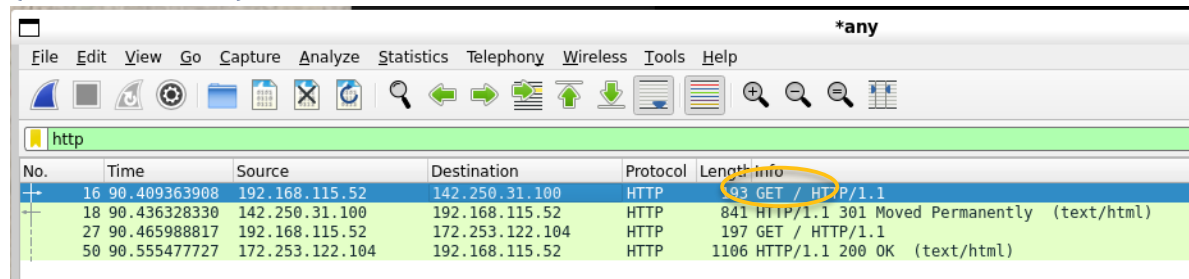 *any
File Edit View Go Capture Analyze Statistics Telephony Wireless Tools Help
http
No. Time Source Destination Protocol Length Info
16 90.409363908 192.168.115.52 142.250.31.100 HTTP 193 GET / HTTP/1.1
18 90.436328330 142.250.31.100 192.168.115.52 HTTP 841 HTTP/1.1 301 Moved Permanently (text/html)
27 90.465988817 192.168.115.52 172.253.122.104 HTTP 197 GET / HTTP/1.1
50 90.555477727 172.253.122.104 192.168.115.52 HTTP 1106 HTTP/1.1 200 OK (text/html)